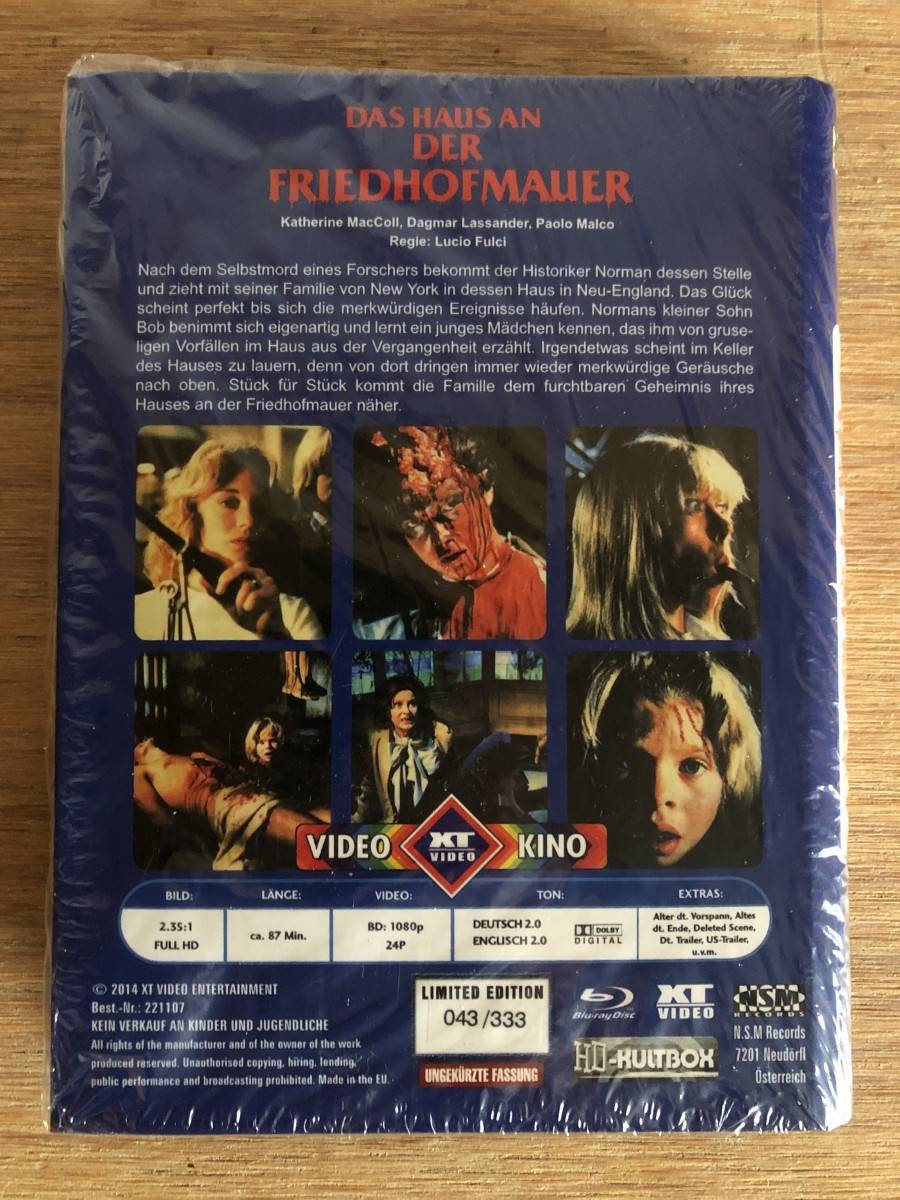 DAS HAUS AN
DER
FRIEDHOFMAUER
Katherine MacColl, Dagmar Lassander, Paolo Malco
Regie: Lucio Fulci
Nach dem Selbstmord eines Forschers bekommt der Historiker Norman dessen Stelle
und zieht mit seiner Familie von New York in dessen Haus in Neu-England. Das Glück
scheint perfekt bis sich die merkwürdigen Ereignisse häufen. Normans kleiner Sohn
Bob benimmt sich eigenartig und lernt ein junges Mädchen kennen, das ihm von gruse-
ligen Vorfällen im Haus aus der Vergangenheit erzählt. Irgendetwas scheint im Keller
des Hauses zu lauern, denn von dort dringen immer wieder merkwürdige Geräusche
nach oben. Stück für Stück kommt die Familie dem furchtbaren Geheimnis ihres
Hauses an der Friedhofmauer näher.
VIDEO XT VIDEO KINO
BILD: LÄNGE: VIDEO: TON: EXTRAS:
2.35:1
FULL HD
ca. 87 Min.
BD: 1080p
24P
DEUTSCH 2.0
ENGLISCH 2.0
DOLBY
DIGITAL
Alter dt. Vorspann, Altes
dt. Ende, Deleted Scene,
Dt. Trailer, US-Trailer,
u.v.m.
© 2014 XT VIDEO ENTERTAINMENT
Best.-Nr.: 221107
KEIN VERKAUF AN KINDER UND JUGENDLICHE
All rights of the manufacturer and of the owner of the work
produced reserved. Unauthorised copying, hiring, lending,
public performance and broadcasting prohibited. Made in the EU.
LIMITED EDITION
043/333
UNGEKÜRZTE FASSUNG
Blu-ray Disc
XT
VIDEO
NSM
RECORDS
HD-KULTBOX
N.S.M Records
7201 Neudörfl
Österreich